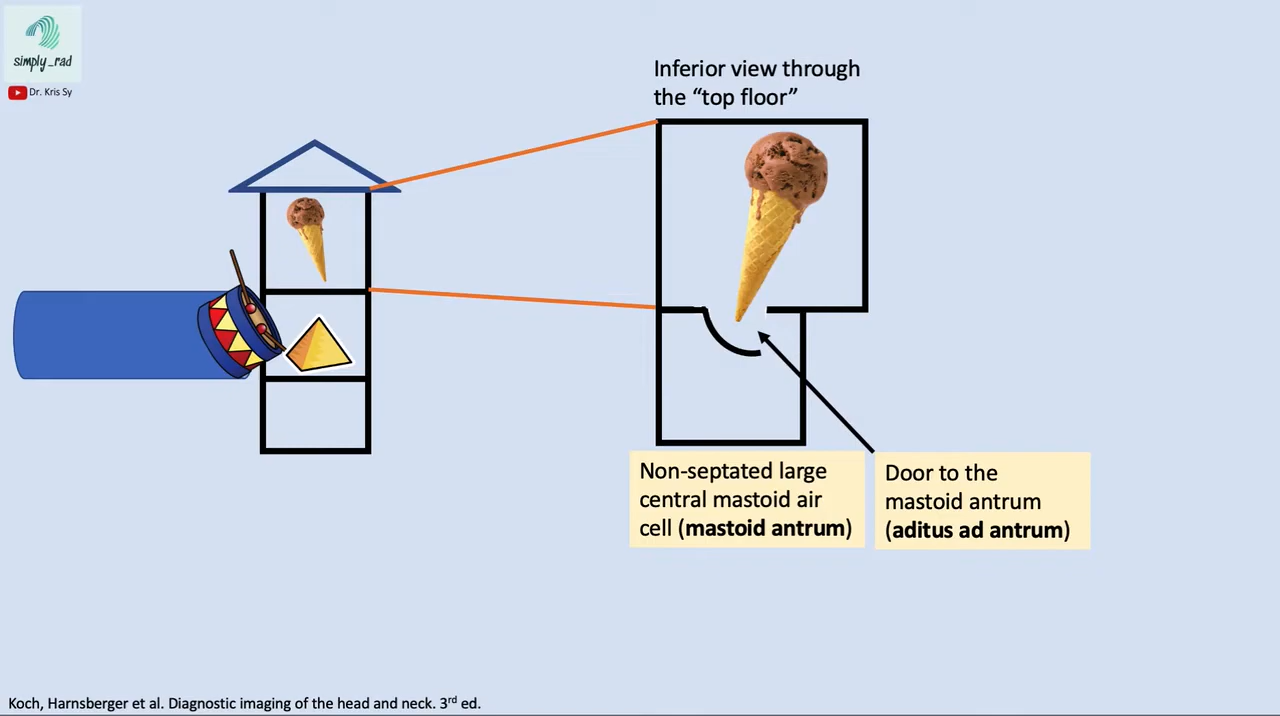 simply_rad
Dr. Kris Sy
Inferior view through
the “top floor”
Non-septated large
central mastoid air
cell (mastoid antrum)
Door to the
mastoid antrum
(aditus ad antrum)
Koch, Harnsberger et al. Diagnostic imaging of the head and neck. 3rd ed.